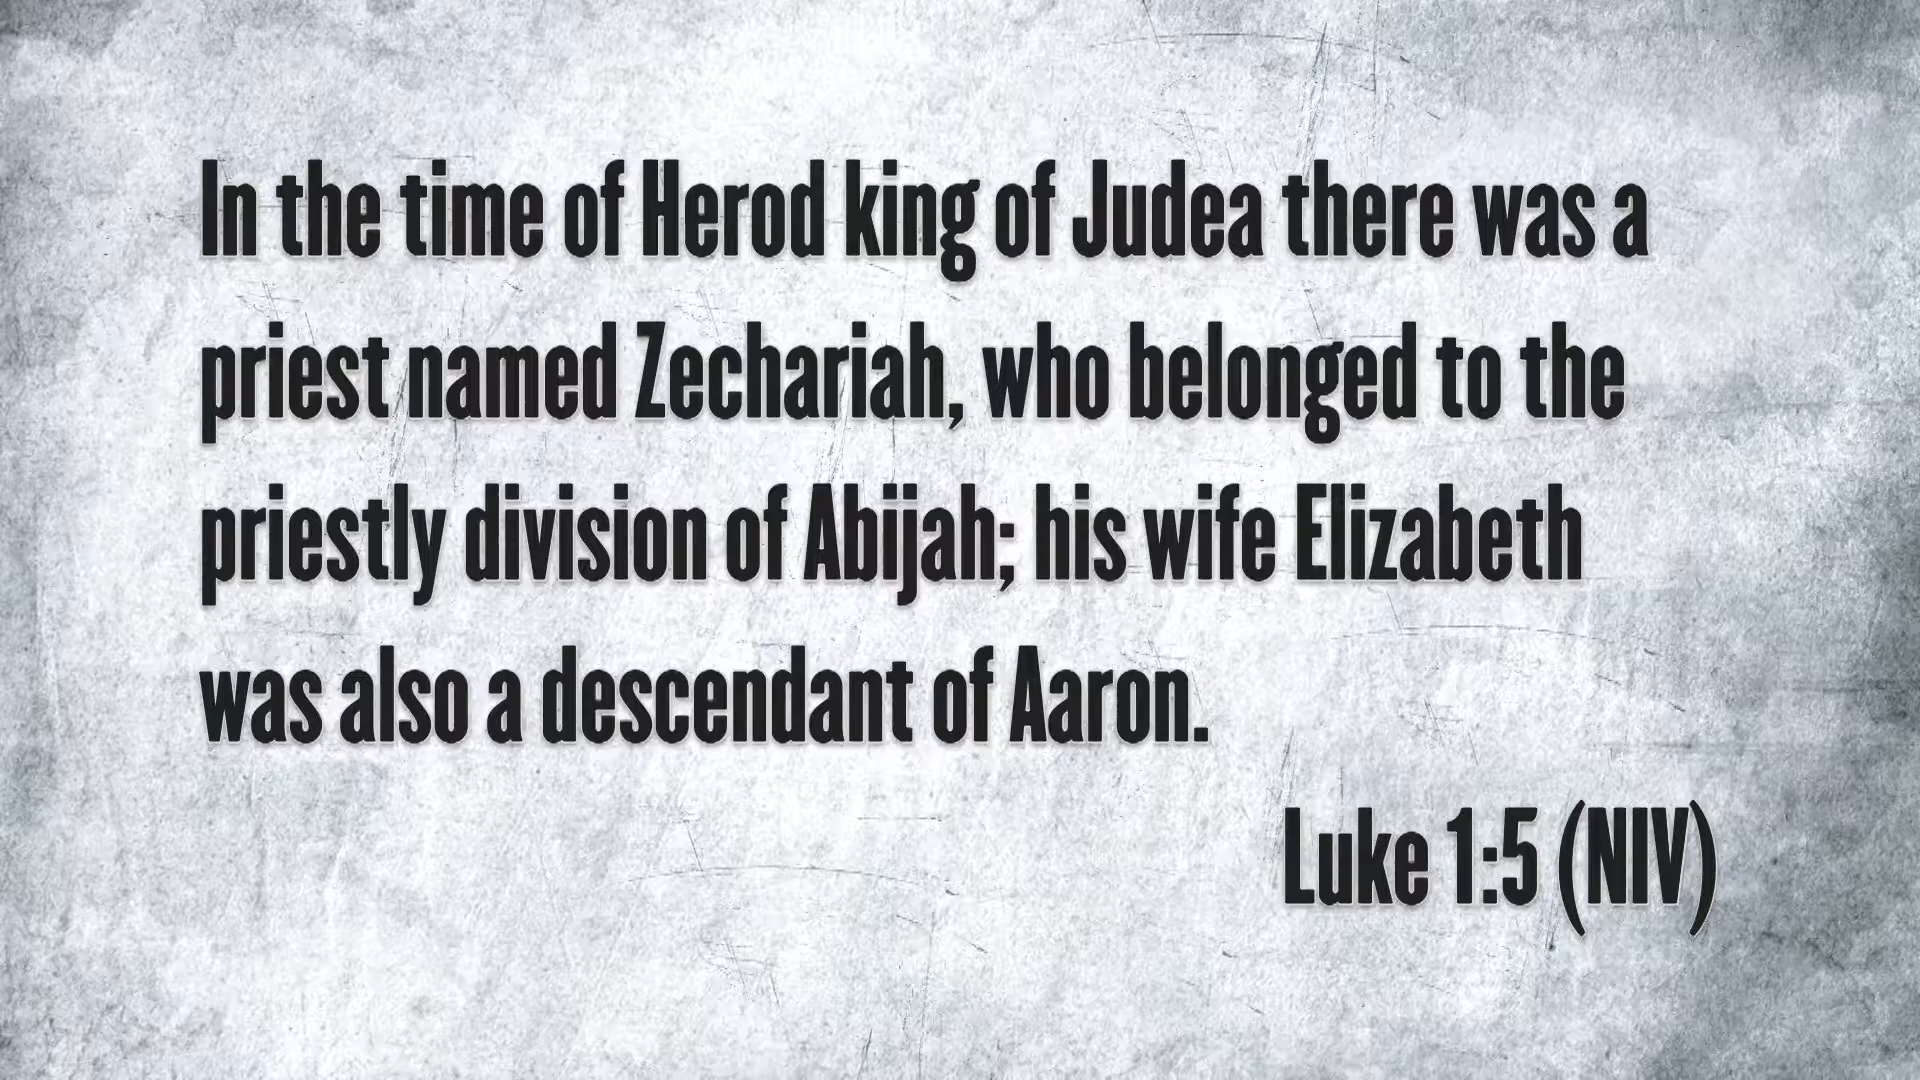 In the time of Herod king of Judea there was a
priest named Zechariah, who belonged to the
priestly division of Abijah; his wife Elizabeth
was also a descendant of Aaron.
Luke 1:5 (NIV)